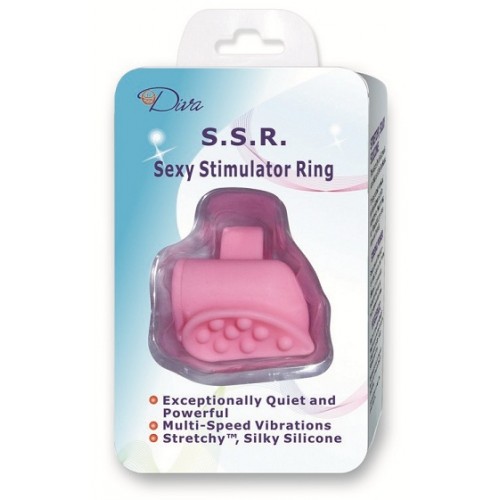 Diva
S.S.R.
Sexy Stimulator Ring
Exceptionally Quiet and
Powerful
Multi-Speed Vibrations
Stretchy™, Silky Silicone